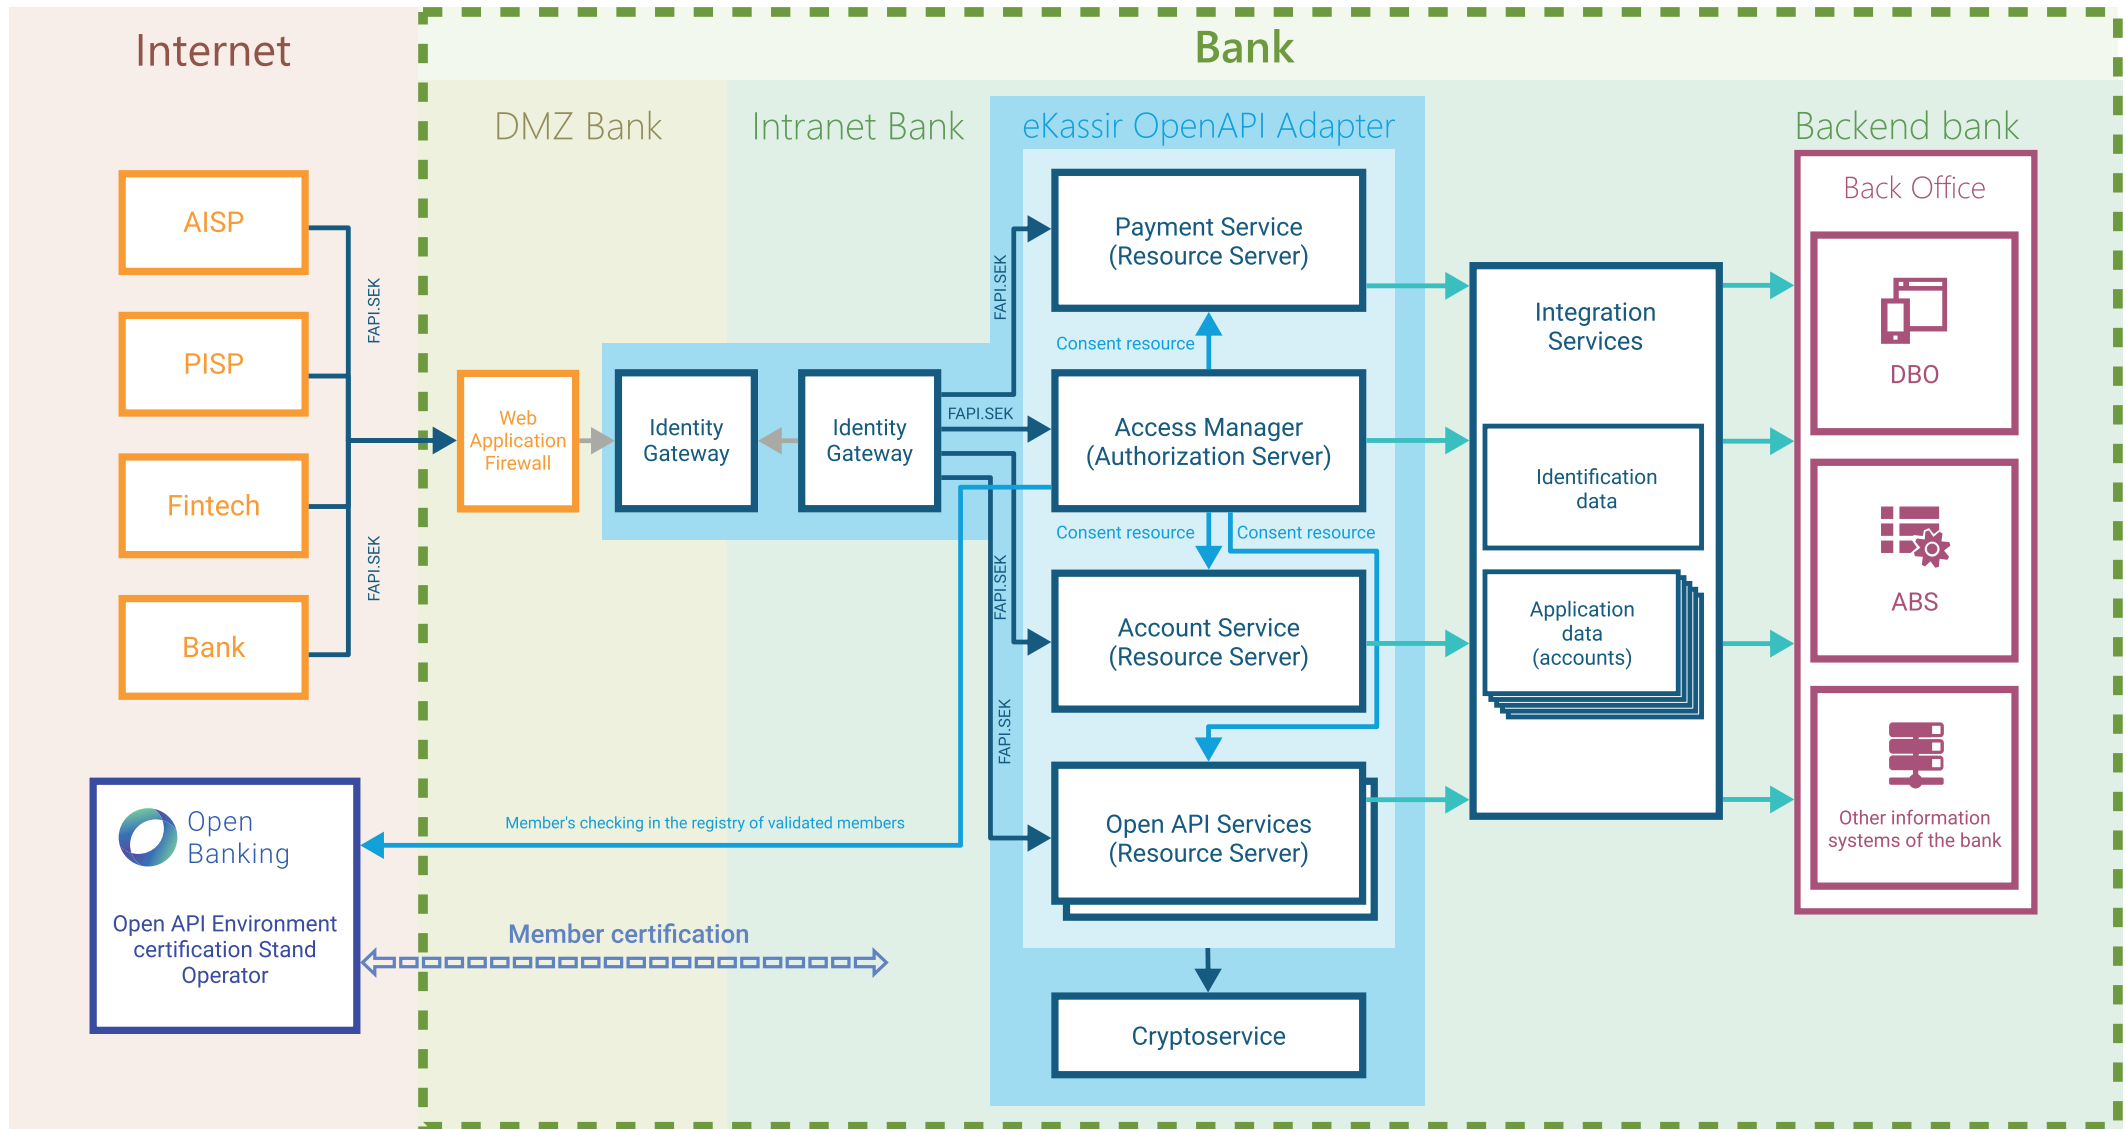 Internet
Bank
DMZ Bank
Intranet Bank
eKassir OpenAPI Adapter
Backend bank
AISP
PISP
Fintech
Bank
FAPI.SEK
FAPI.SEK
Web
Application
Firewall
Identity
Gateway
Identity
Gateway
FAPI.SEK
FAPI.SEK
FAPI.SEK
FAPI.SEK
Payment Service
(Resource Server)
Consent resource
Access Manager
(Authorization Server)
Consent resource
Consent resource
Account Service
(Resource Server)
Open API Services
(Resource Server)
Cryptoservice
Integration
Services
Identification
data
Application
data
(accounts)
Back Office
DBO
ABS
Other information
systems of the bank
Open
Banking
Open API Environment
certification Stand
Operator
Member's checking in the registry of validated members
Member certification